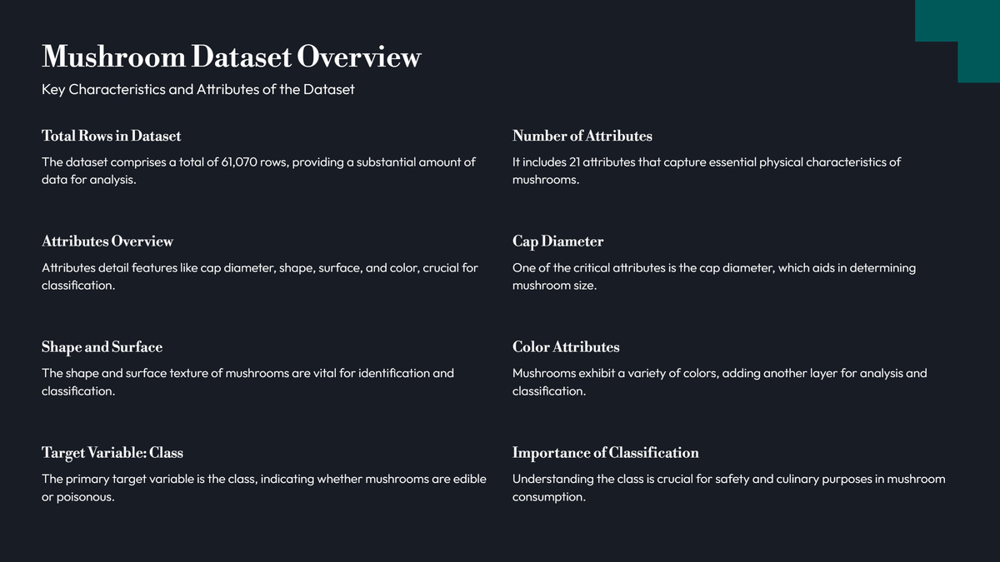 Mushroom Dataset Overview
Key Characteristics and Attributes of the Dataset
Total Rows in Dataset
The dataset comprises a total of 61,070 rows, providing a substantial amount of
data for analysis.
Number of Attributes
It includes 21 attributes that capture essential physical characteristics of
mushrooms.
Attributes Overview
Attributes detail features like cap diameter, shape, surface, and color, crucial for
classification.
Cap Diameter
One of the critical attributes is the cap diameter, which aids in determining
mushroom size.
Shape and Surface
The shape and surface texture of mushrooms are vital for identification and
classification.
Color Attributes
Mushrooms exhibit a variety of colors, adding another layer for analysis and
classification.
Target Variable: Class
The primary target variable is the class, indicating whether mushrooms are edible
or poisonous.
Importance of Classification
Understanding the class is crucial for safety and culinary purposes in mushroom
consumption.